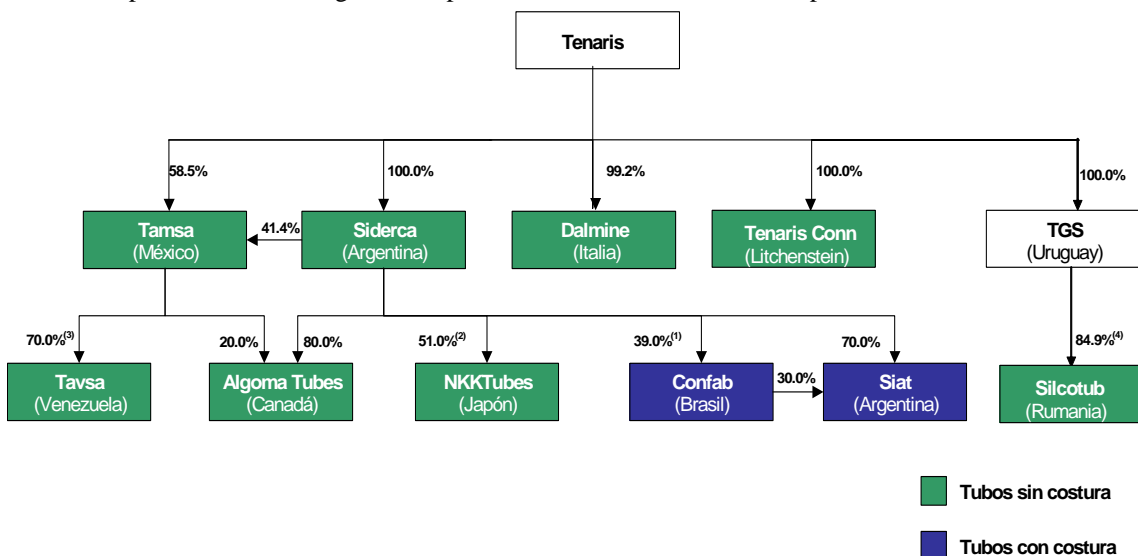 Tenaris
58.5%
100.0%
99.2%
100.0%
100.0%
Tamsa
(México)
41.4%
Siderca
(Argentina)
Dalmine
(Italia)
Tenaris Conn
(Litchenstein)
TGS
(Uruguay)
70.0%(3)
20.0%
80.0%
51.0%(2)
39.0%(1)
70.0%
84.9%(4)
Tavsa
(Venezuela)
Algoma Tubes
(Canadá)
NKKTubes
(Japón)
Confab
(Brasil)
30.0%
Siat
(Argentina)
Silcotub
(Rumania)
Tubos sin costura
Tubos con costura